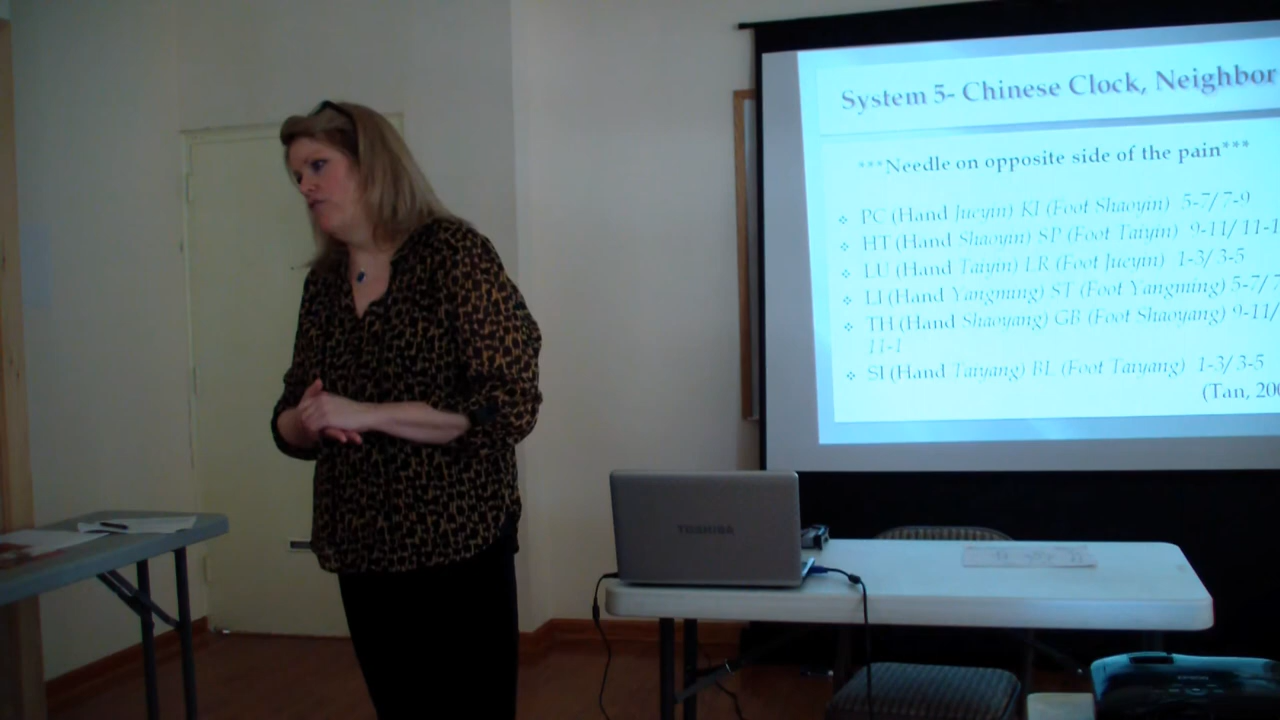 System 5- Chinese Clock, Neighbor
***Needle on opposite side of the pain***
❖ PC (Hand Jueyin) KI (Foot Shaoyin) 5-7/ 7-9
❖ HT (Hand Shaoyin) SP (Foot Taiyin) 9-11/ 11-1
❖ LU (Hand Taiyin) LR (Foot Jueyin) 1-3/ 3-5
❖ LI (Hand Yangming) ST (Foot Yangming) 5-7/ 7
❖ TH (Hand Shaoyang) GB (Foot Shaoyang) 9-11/
11-1
❖ SI (Hand Taiyang) BL (Foot Taiyang) 1-3/ 3-5
(Tan, 200
TOSHIBA
EPSON